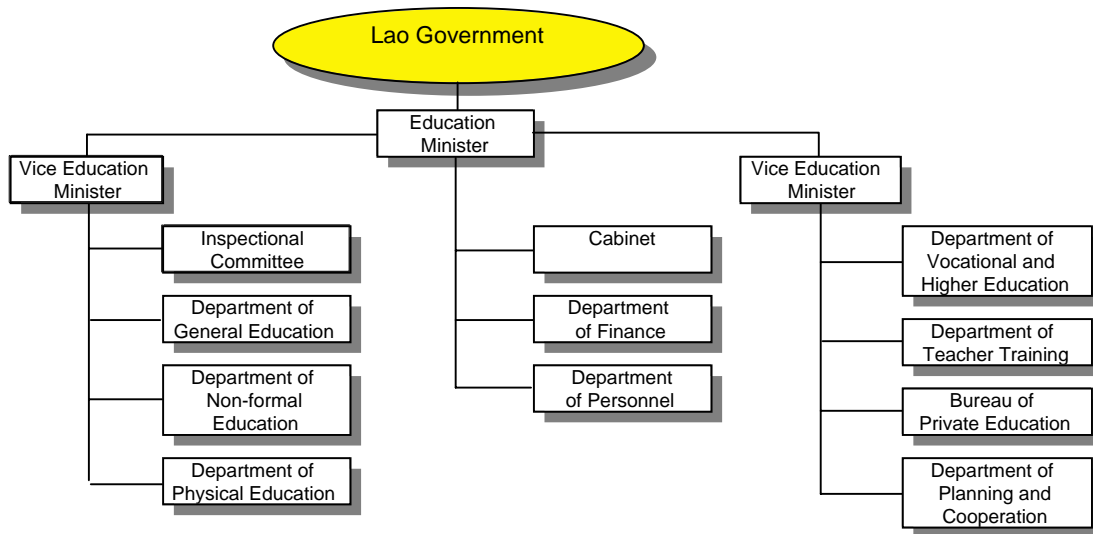 Lao Government
Education
Minister
Vice Education
Minister
Inspectional
Committee
Department of
General Education
Department of
Non-formal
Education
Department of
Physical Education
Cabinet
Department
of Finance
Department
of Personnel
Vice Education
Minister
Department of
Vocational and
Higher Education
Department of
Teacher Training
Bureau of
Private Education
Department of
Planning and
Cooperation